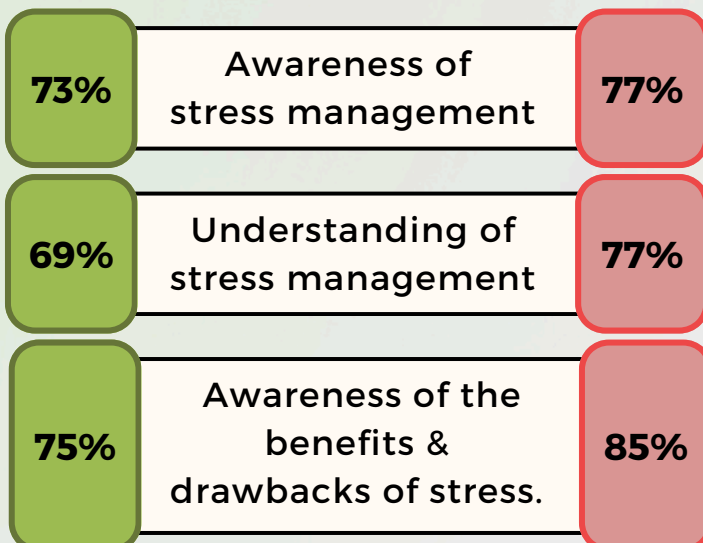 73%
Awareness of
stress management
77%
69%
Understanding of
stress management
77%
75%
Awareness of the
benefits &
drawbacks of stress.
85%